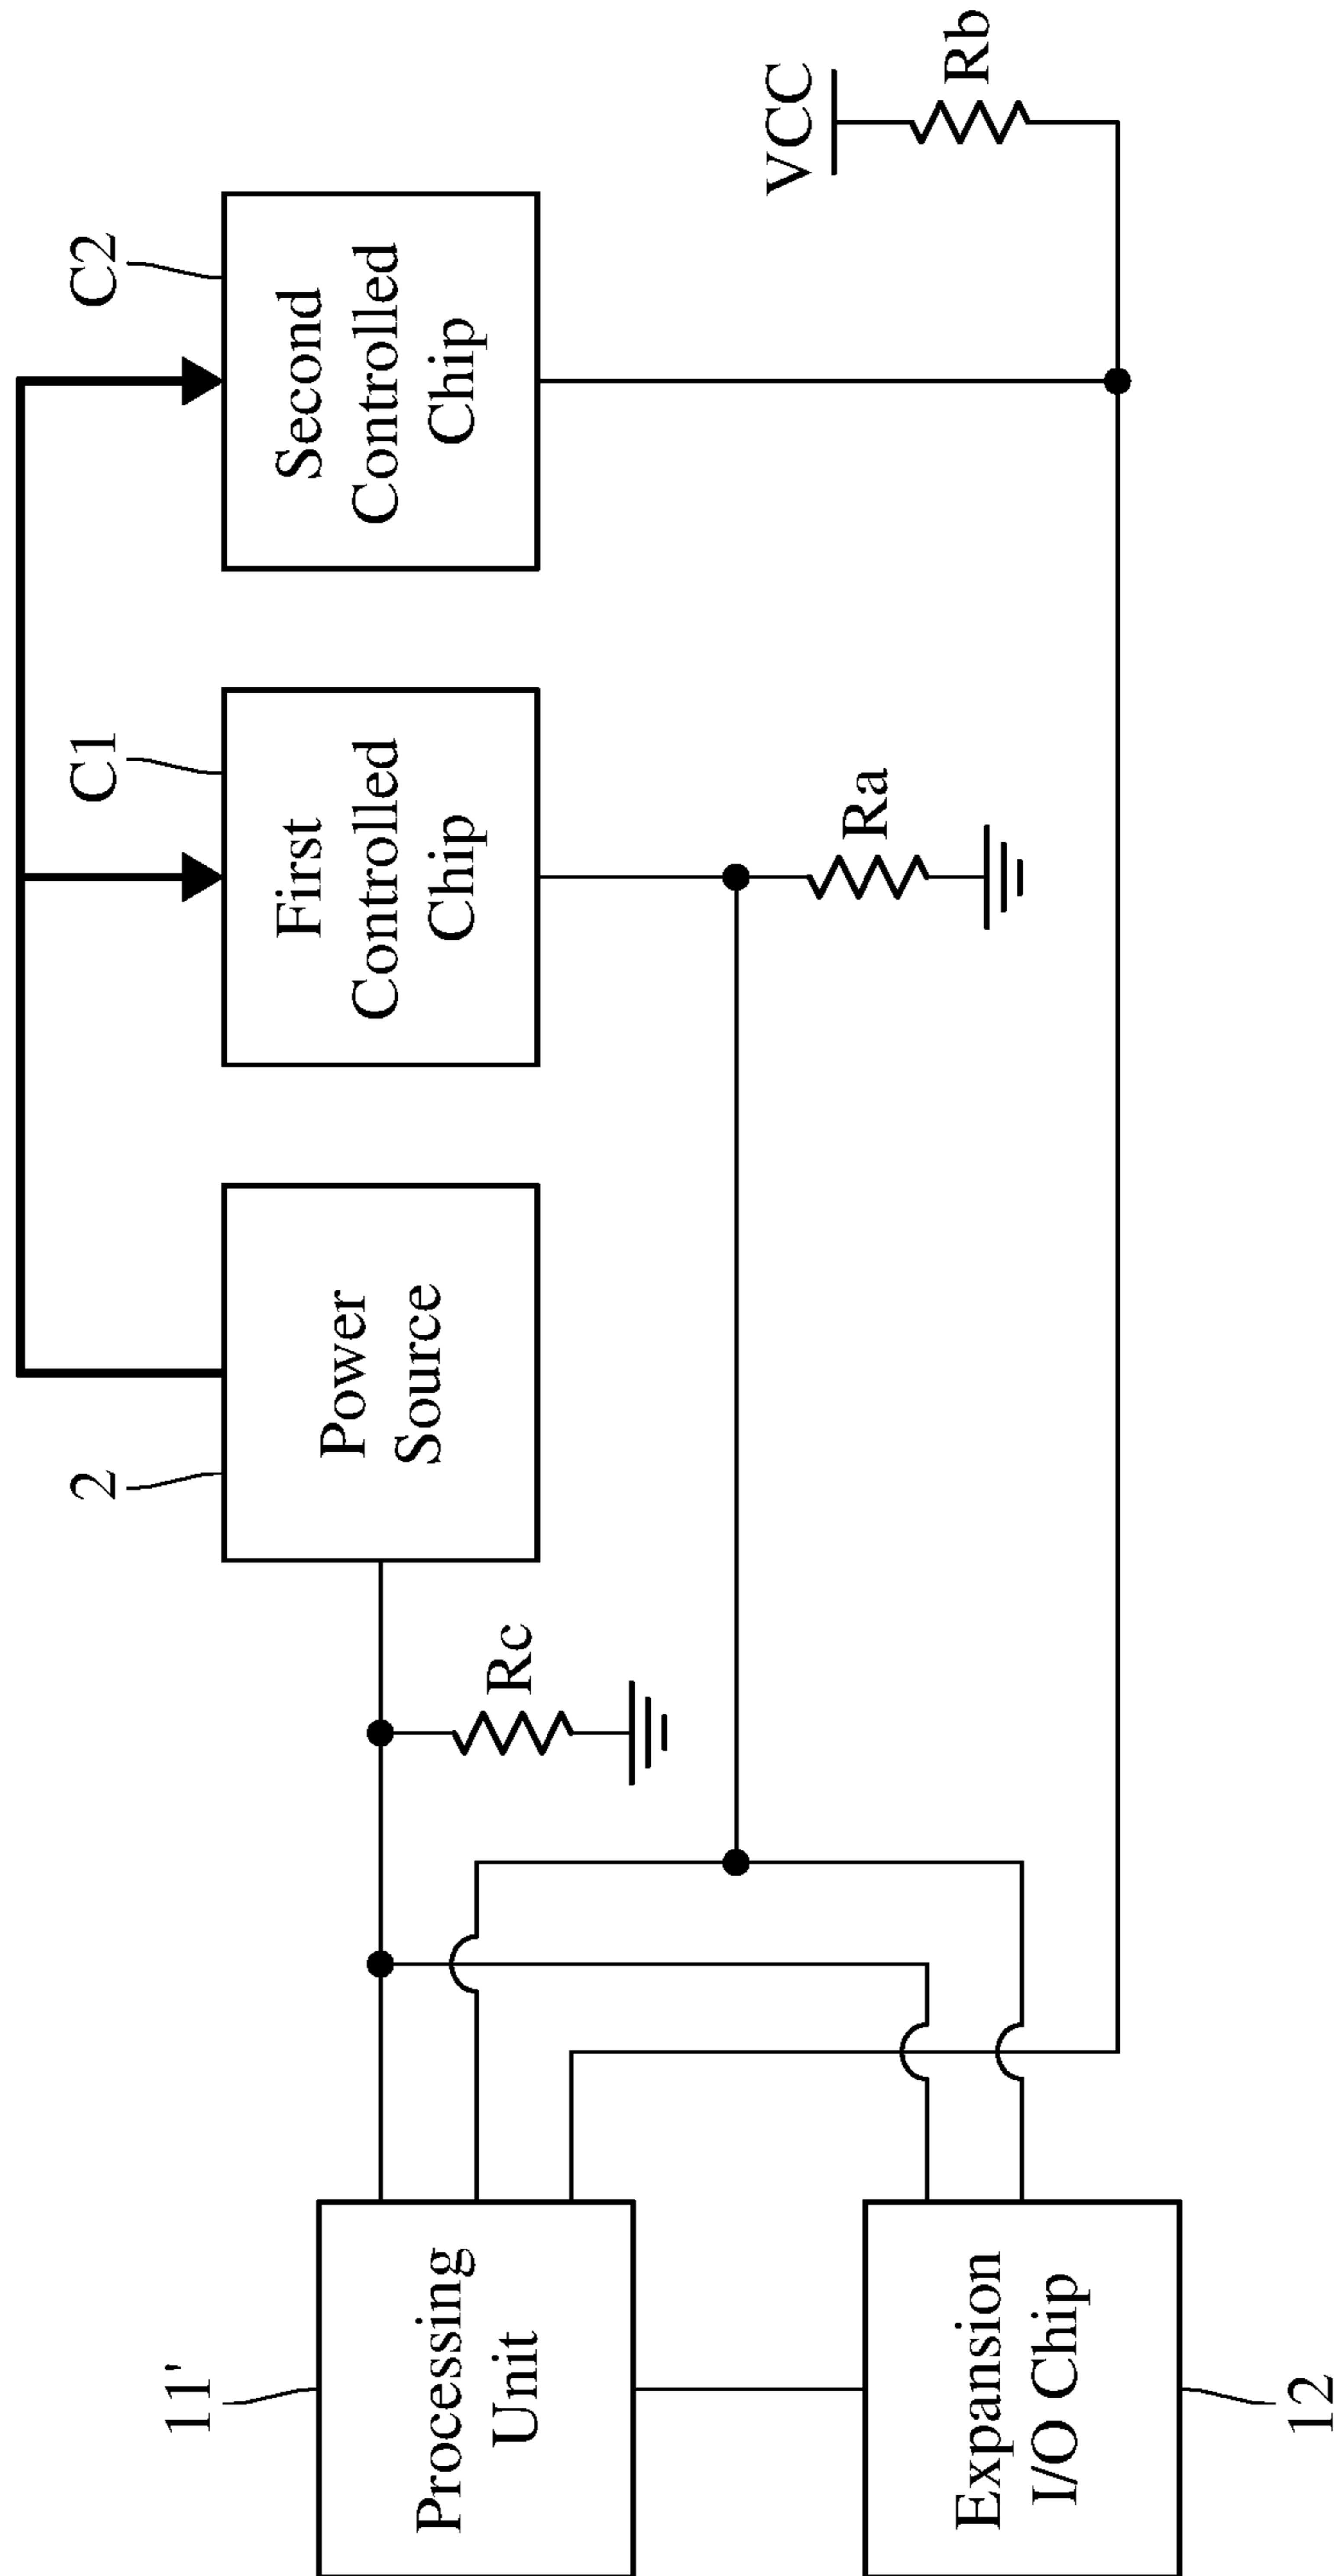 11'
Processing
Unit
Expansion
I/O Chip
12
Rc
2
Power
Source
C1
First
Controlled
Chip
Ra
C2
Second
Controlled
Chip
VCC
Rb